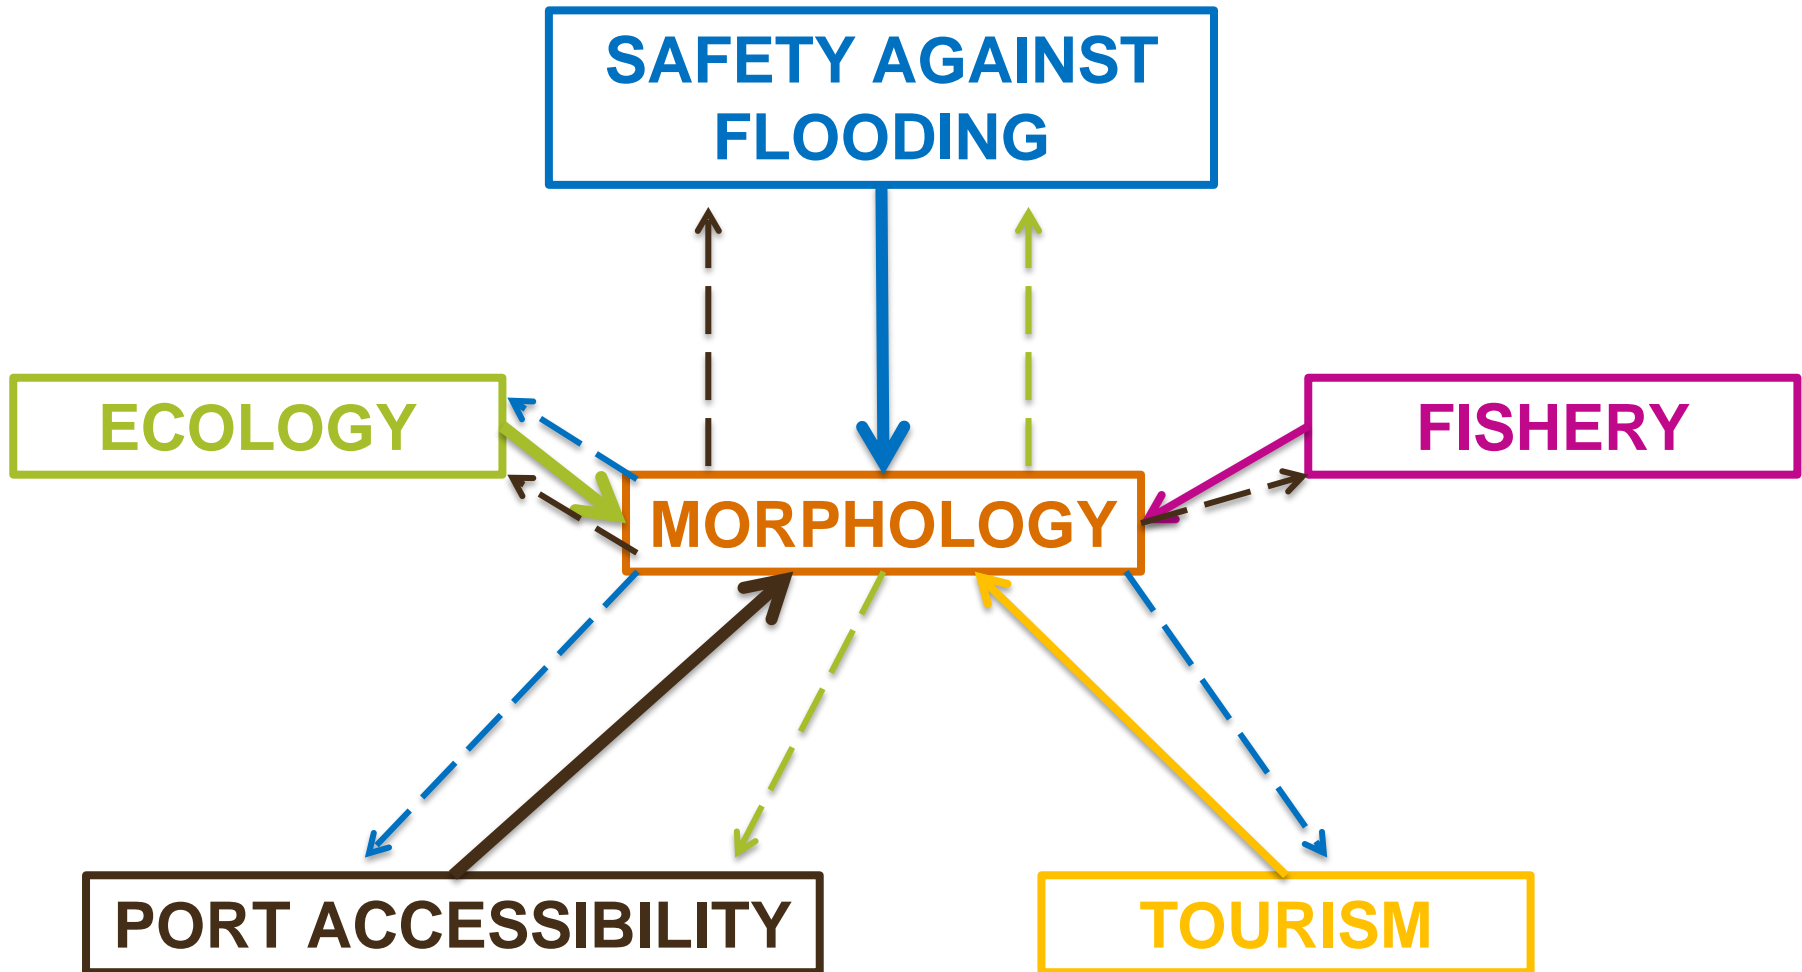 SAFETY AGAINST
FLOODING
ECOLOGY
FISHERY
MORPHOLOGY
PORT ACCESSIBILITY
TOURISM